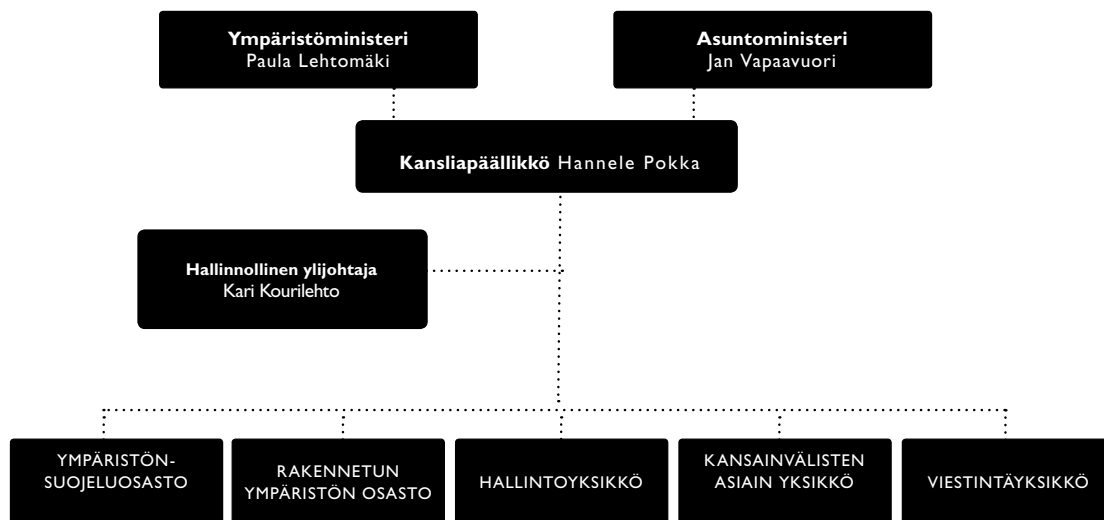 Ympäristöministeri
Paula Lehtomäki
Asuntoministeri
Jan Vapaavuori
Kansliapäällikkö Hannele Pokka
Hallinnollinen ylijohtaja
Kari Kourilehto
YMPÄRISTÖN-
SUOJELUOSASTO
RAKENNETUN
YMPÄRISTÖN OSASTO
HALLINTOYKSIKKÖ
KANSAINVÄLISTEN
ASIAIN YKSIKKÖ
VIESTINTÄYKSIKKÖ